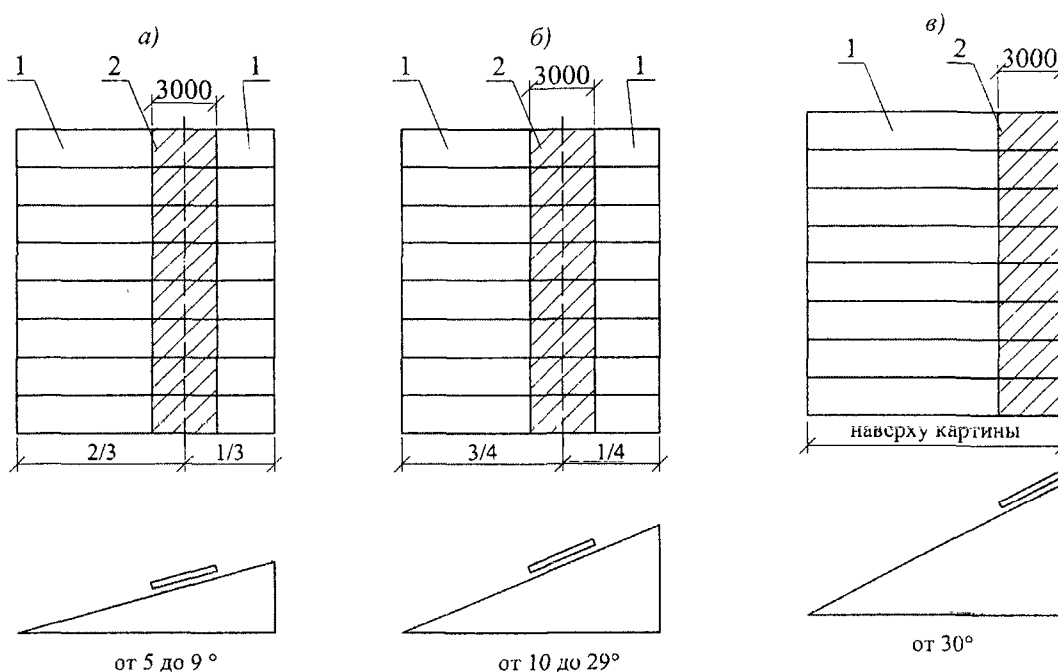 а) б) в)
1 2 1 1 2 1 1 2
3000 3000 3000
2/3 1/3 3/4 1/4 наверху картины
от 5 до 9 ° от 10 до 29° от 30°